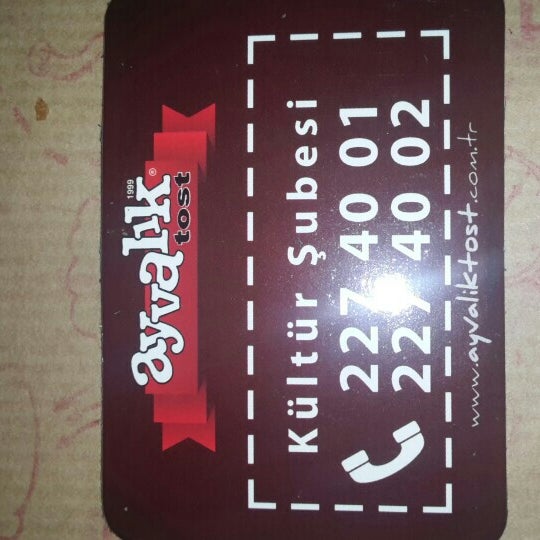 1999
ayvalık®
tost
Kültür Şubesi
227 40 01
227 40 02
www.ayvaliktost.com.tr